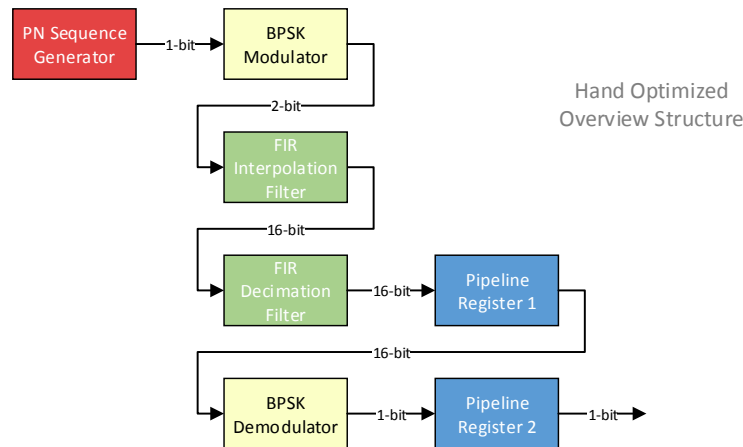 PN Sequence
Generator
1-bit
BPSK
Modulator
2-bit
Hand Optimized
Overview Structure
FIR
Interpolation
Filter
16-bit
FIR
Decimation
Filter
16-bit
Pipeline
Register 1
16-bit
BPSK
Demodulator
1-bit
Pipeline
Register 2
1-bit